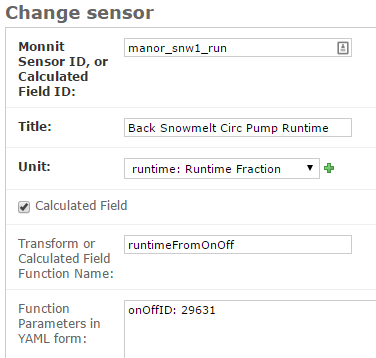 Change sensor
Monnit
Sensor ID, or
Calculated
Field ID:
manor_snw1_run
Title:
Back Snowmelt Circ Pump Runtime
Unit:
runtime: Runtime Fraction
Calculated Field
Transform or
Calculated Field
Function Name:
runtimeFromOnOff
Function
Parameters in
YAML form:
onOffID: 29631